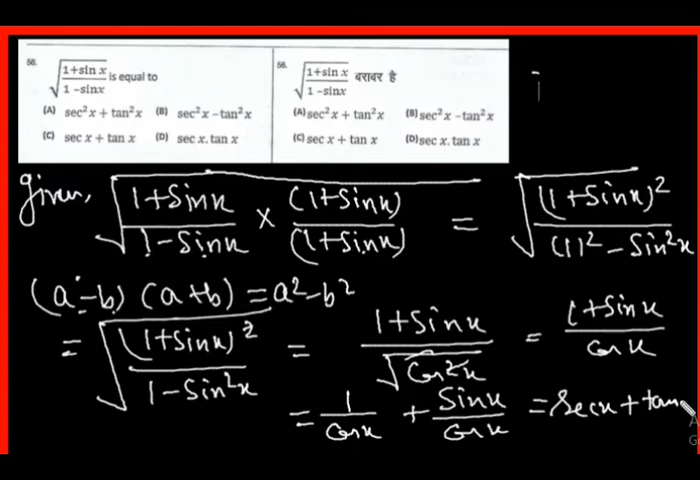 56. √(1+sin x / 1 -sinx) is equal to
(A) sec²x + tan²x (B) sec²x -tan²x
(C) sec x + tan x (D) sec x. tan x
56. √(1+sin x / 1 -sinx) बराबर है
(A) sec²x + tan²x (B) sec²x -tan²x
(C) sec x + tan x (D) sec x. tan x
given, √(1+Sinx / 1-Sinx × (1+Sinx) / (1+Sinx)) = √((1+Sinx)² / (1)² - Sin²x)
(a-b) (a+b) = a²-b²
= √((1+Sinx)² / 1-Sin²x) = 1+Sinx / √Cos²x = 1+Sinx / Cosx
= 1 / Cosx + Sinx / Cosx = Secx + tan